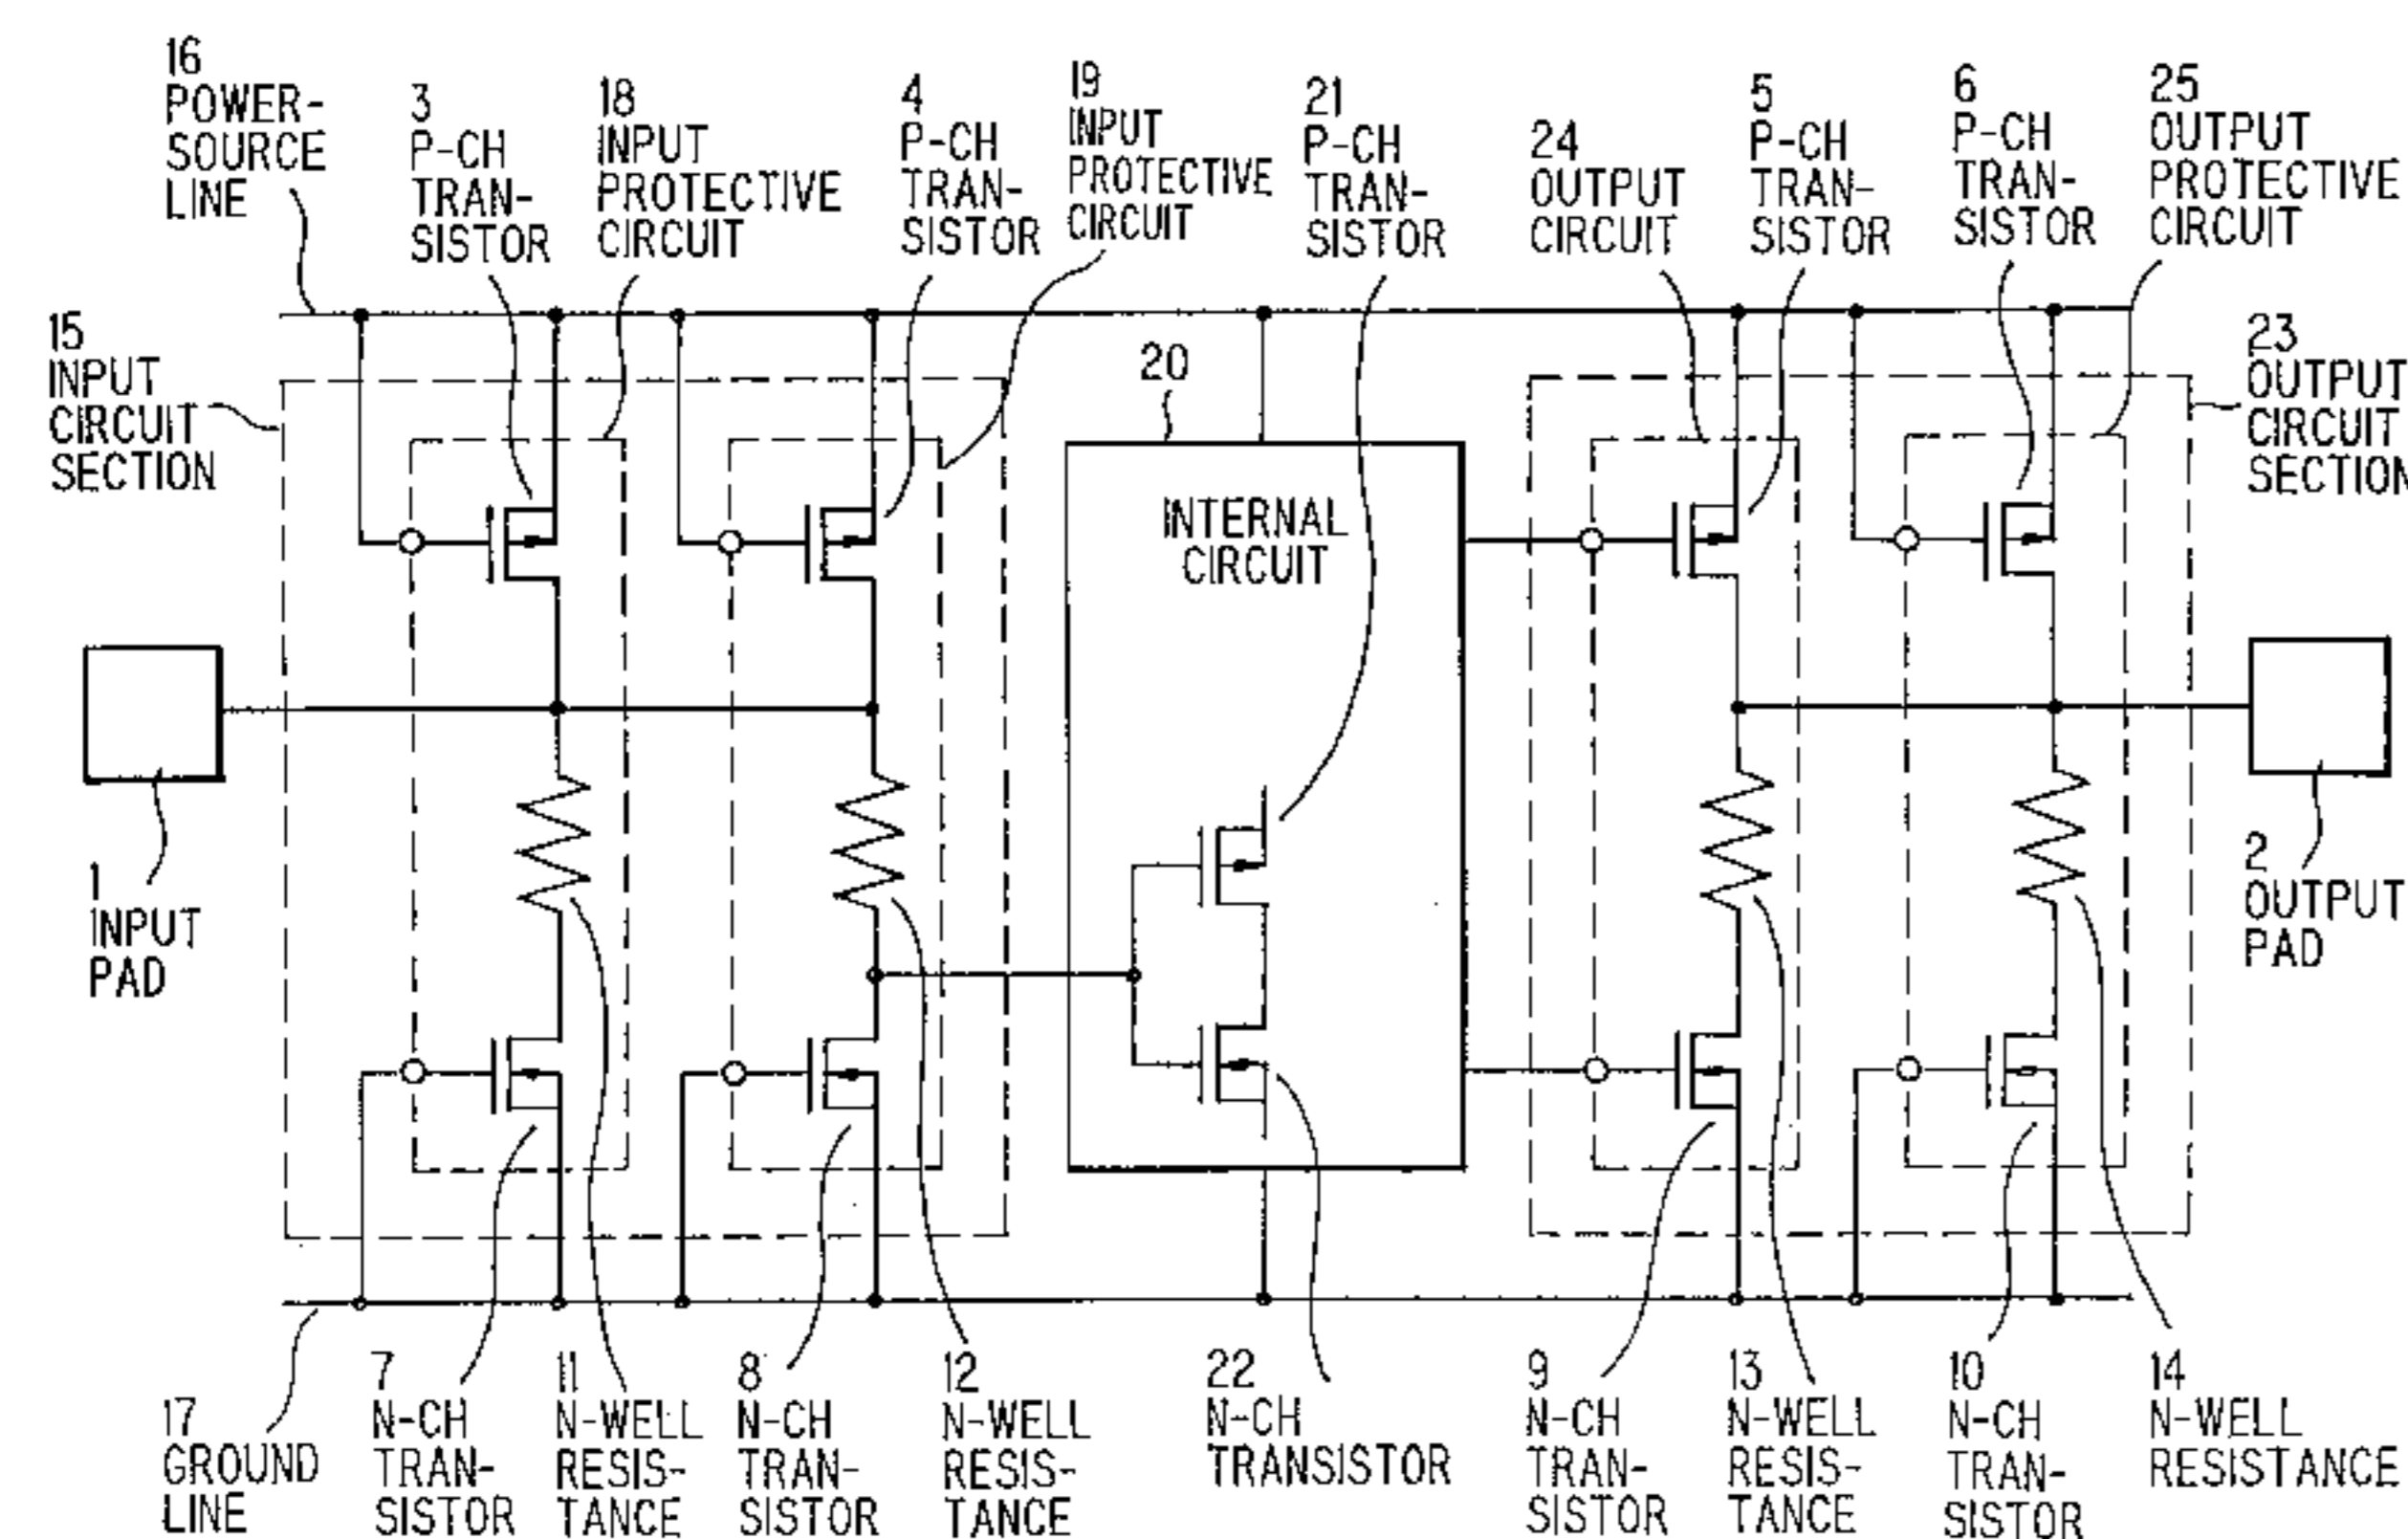 16
POWER-
SOURCE
LINE
3
P-CH
TRAN-
SISTOR
18
INPUT
PROTECTIVE
CIRCUIT
4
P-CH
TRAN-
SISTOR
19
INPUT
PROTECTIVE
CIRCUIT
21
P-CH
TRAN-
SISTOR
24
OUTPUT
CIRCUIT
5
P-CH
TRAN-
SISTOR
6
P-CH
TRAN-
SISTOR
25
OUTPUT
PROTECTIVE
CIRCUIT
15
INPUT
CIRCUIT
SECTION
20
INTERNAL
CIRCUIT
23
OUTPUT
CIRCUIT
SECTION
1
INPUT
PAD
2
OUTPUT
PAD
17
GROUND
LINE
7
N-CH
TRAN-
SISTOR
11
N-WELL
RESIS-
TANCE
8
N-CH
TRAN-
SISTOR
12
N-WELL
RESIS-
TANCE
22
N-CH
TRANSISTOR
9
N-CH
TRAN-
SISTOR
13
N-WELL
RESIS-
TANCE
10
N-CH
TRAN-
SISTOR
14
N-WELL
RESISTANCE